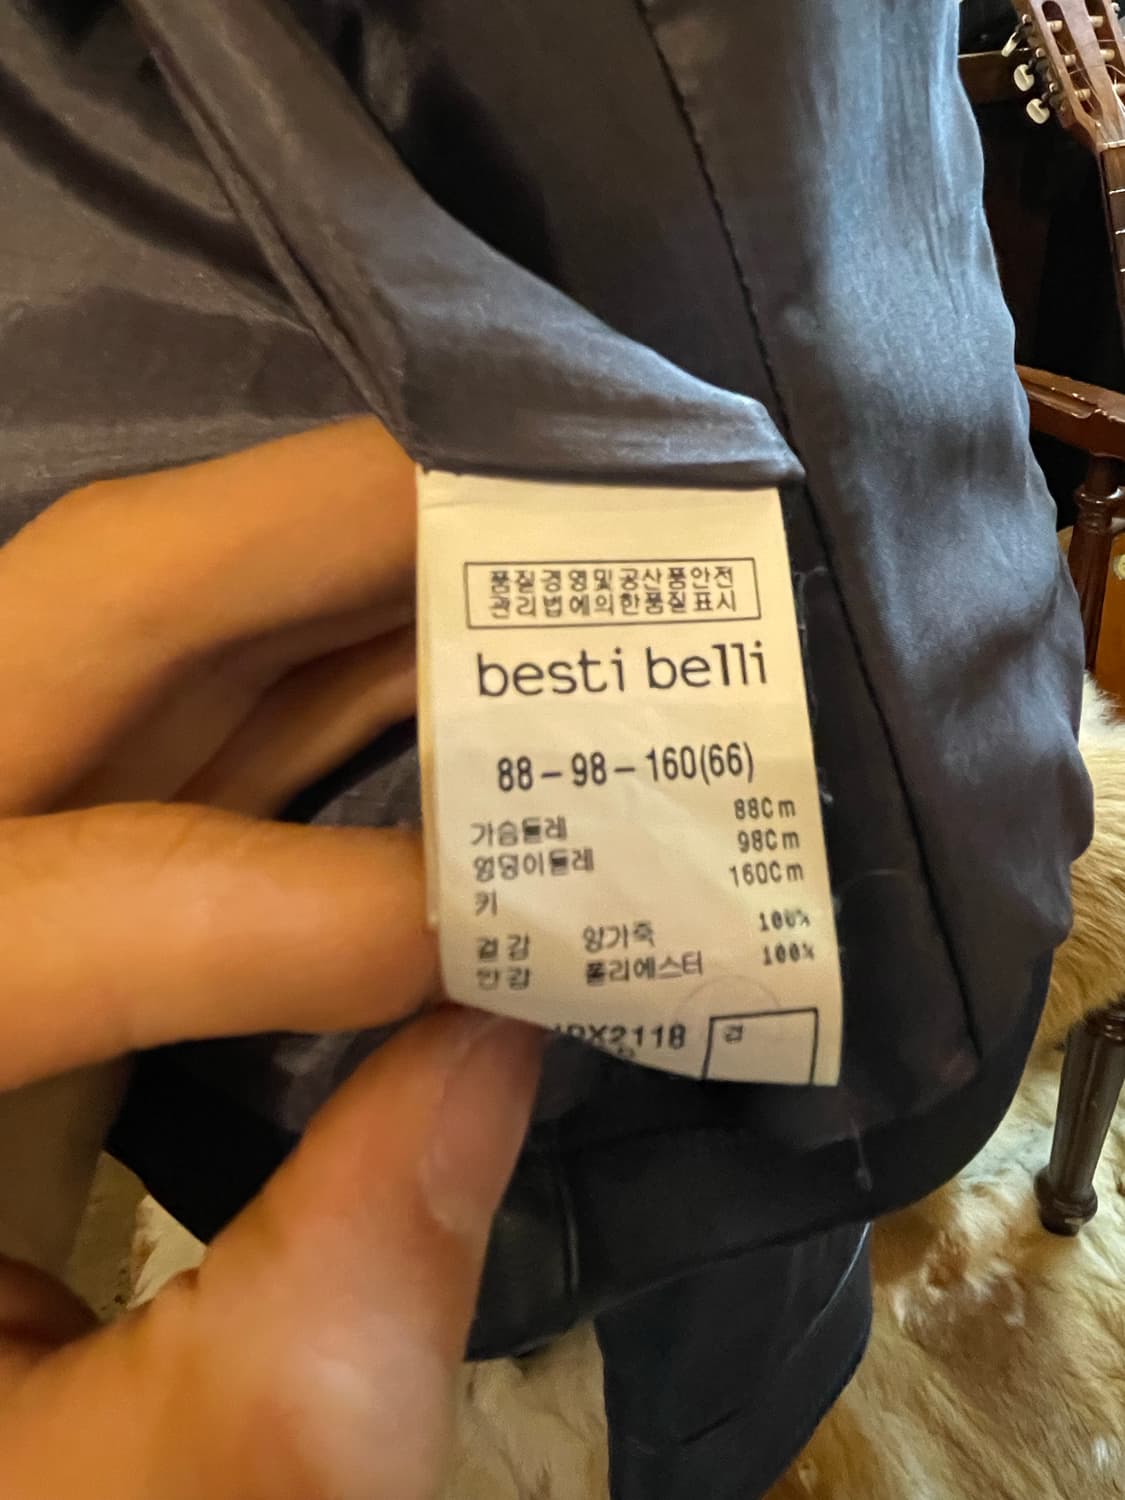 품질경영및공산품안전
관리법에의한품질표시
besti belli
88-98-160(66)
가슴둘레 88Cm
엉덩이둘레 98Cm
키 160Cm
겉감 양가죽 100%
안감 폴리에스터 100%
X2118
겉